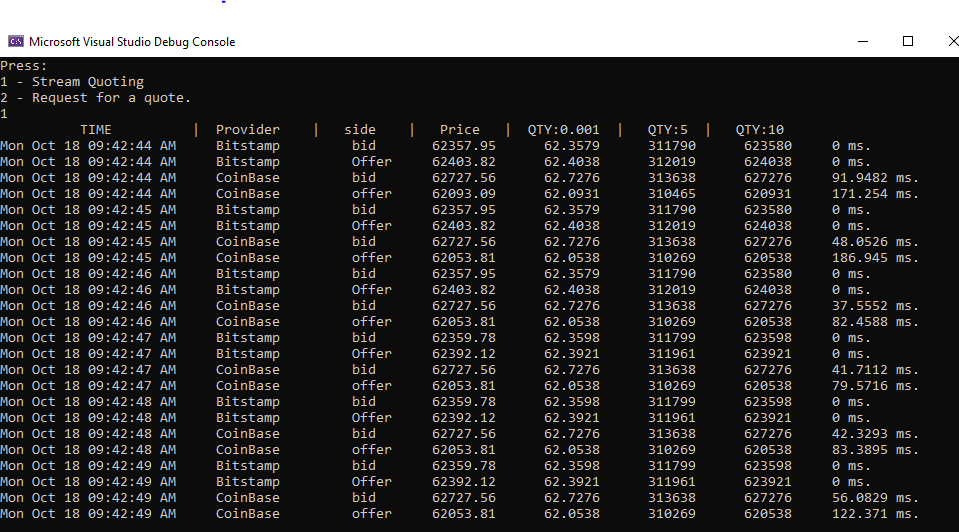 Microsoft Visual Studio Debug Console
Press:
1 - Stream Quoting
2 - Request for a quote.
1
TIME | Provider | side | Price | QTY:0.001 | QTY:5 | QTY:10
Mon Oct 18 09:42:44 AM Bitstamp bid 62357.95 62.3579 311790 623580 0 ms.
Mon Oct 18 09:42:44 AM Bitstamp Offer 62403.82 62.4038 312019 624038 0 ms.
Mon Oct 18 09:42:44 AM CoinBase bid 62727.56 62.7276 313638 627276 91.9482 ms.
Mon Oct 18 09:42:44 AM CoinBase offer 62093.09 62.0931 310465 620931 171.254 ms.
Mon Oct 18 09:42:45 AM Bitstamp bid 62357.95 62.3579 311790 623580 0 ms.
Mon Oct 18 09:42:45 AM Bitstamp Offer 62403.82 62.4038 312019 624038 0 ms.
Mon Oct 18 09:42:45 AM CoinBase bid 62727.56 62.7276 313638 627276 48.0526 ms.
Mon Oct 18 09:42:45 AM CoinBase offer 62053.81 62.0538 310269 620538 186.945 ms.
Mon Oct 18 09:42:46 AM Bitstamp bid 62357.95 62.3579 311790 623580 0 ms.
Mon Oct 18 09:42:46 AM Bitstamp Offer 62403.82 62.4038 312019 624038 0 ms.
Mon Oct 18 09:42:46 AM CoinBase bid 62727.56 62.7276 313638 627276 37.5552 ms.
Mon Oct 18 09:42:46 AM CoinBase offer 62053.81 62.0538 310269 620538 82.4588 ms.
Mon Oct 18 09:42:47 AM Bitstamp bid 62359.78 62.3598 311799 623598 0 ms.
Mon Oct 18 09:42:47 AM Bitstamp Offer 62392.12 62.3921 311961 623921 0 ms.
Mon Oct 18 09:42:47 AM CoinBase bid 62727.56 62.7276 313638 627276 41.7112 ms.
Mon Oct 18 09:42:47 AM CoinBase offer 62053.81 62.0538 310269 620538 79.5716 ms.
Mon Oct 18 09:42:48 AM Bitstamp bid 62359.78 62.3598 311799 623598 0 ms.
Mon Oct 18 09:42:48 AM Bitstamp Offer 62392.12 62.3921 311961 623921 0 ms.
Mon Oct 18 09:42:48 AM CoinBase bid 62727.56 62.7276 313638 627276 42.3293 ms.
Mon Oct 18 09:42:48 AM CoinBase offer 62053.81 62.0538 310269 620538 83.3895 ms.
Mon Oct 18 09:42:49 AM Bitstamp bid 62359.78 62.3598 311799 623598 0 ms.
Mon Oct 18 09:42:49 AM Bitstamp Offer 62392.12 62.3921 311961 623921 0 ms.
Mon Oct 18 09:42:49 AM CoinBase bid 62727.56 62.7276 313638 627276 56.0829 ms.
Mon Oct 18 09:42:49 AM CoinBase offer 62053.81 62.0538 310269 620538 122.371 ms.